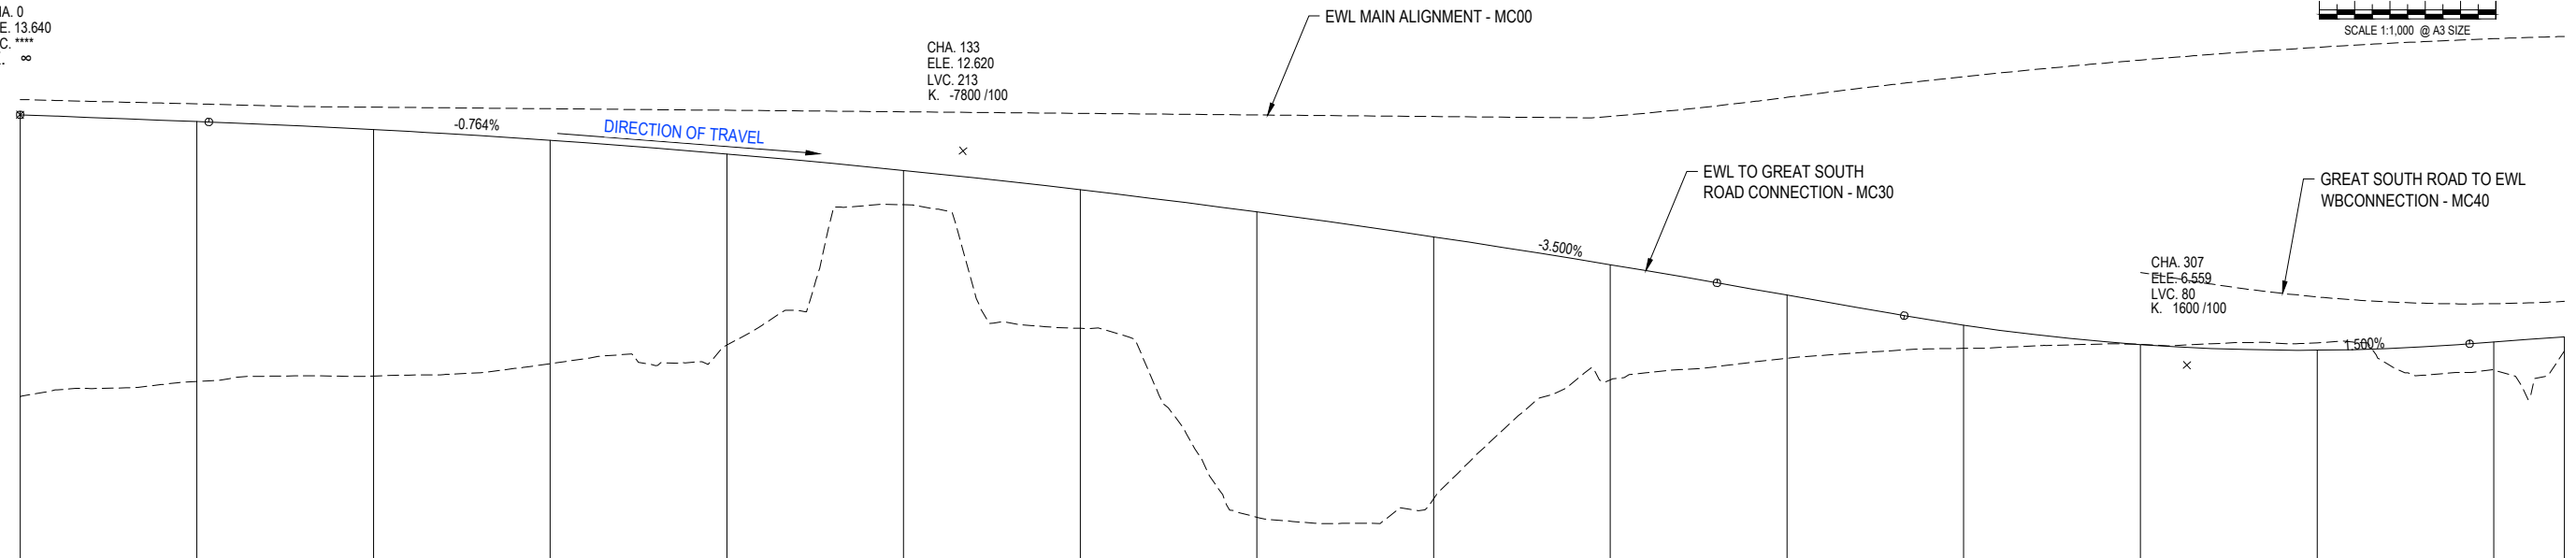 13.640
****
∞
CHA. 133
ELE. 12.620
LVC. 213
K. -7800 /100
EWL MAIN ALIGNMENT - MC00
SCALE 1:1,000 @ A3 SIZE
-0.764%
DIRECTION OF TRAVEL
EWL TO GREAT SOUTH
ROAD CONNECTION - MC30
GREAT SOUTH ROAD TO EWL
WBCONNECTION - MC40
-3.500%
CHA. 307
ELE. 6.559
LVC. 80
K. 1600 /100
1.500%